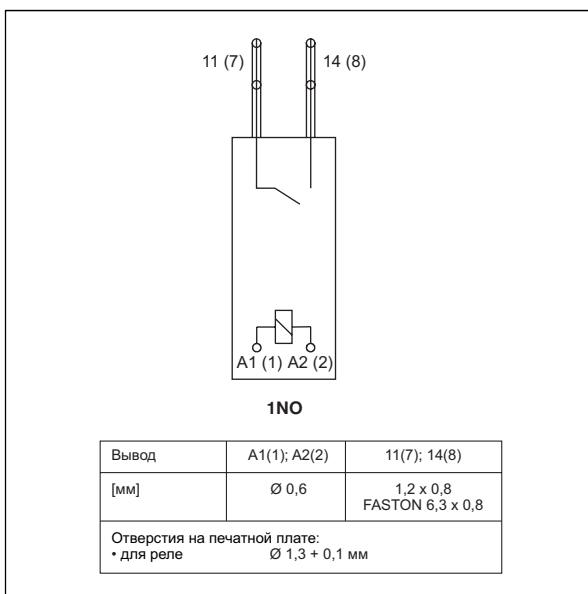 11 (7) 14 (8)
A1 (1) A2 (2)
1NO
Вывод A1(1); A2(2) 11(7); 14(8)
[мм] Ø 0,6 1,2 x 0,8
FASTON 6,3 x 0,8
Отверстия на печатной плате:
• для реле Ø 1,3 + 0,1 мм